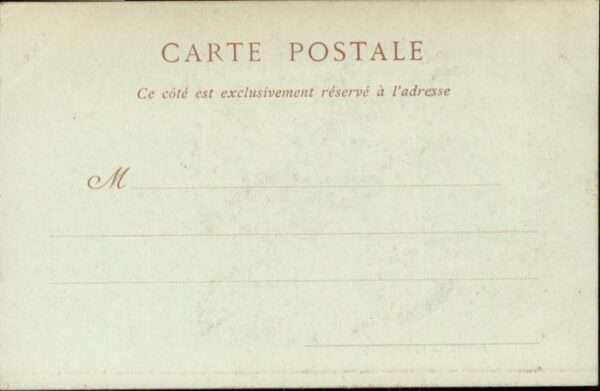 CARTE POSTALE
Ce côté est exclusivement réservé à l'adresse
M